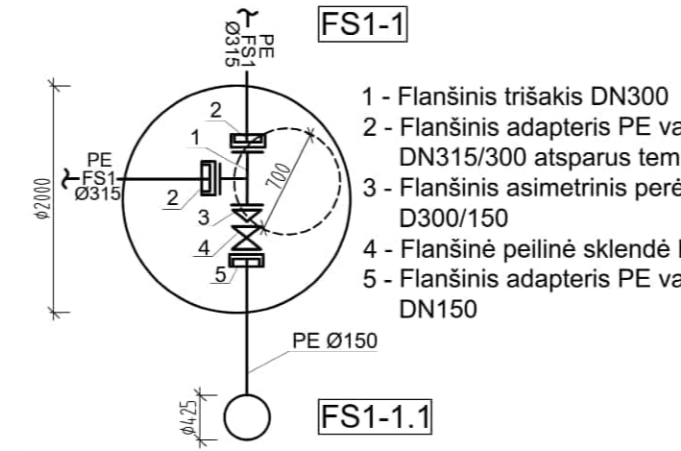 FS1-1
PE
FS1
Ø315
1 - Flanšinis trišakis DN300
2 - Flanšinis adapteris PE va
DN315/300 atsparus tem
3 - Flanšinis asimetrinis perė
D300/150
4 - Flanšinė peilinė sklendė
5 - Flanšinis adapteris PE va
DN150
2
1
PE
FS1
Ø315
2
700
3
4
5
ø2000
PE Ø150
ø425
FS1-1.1